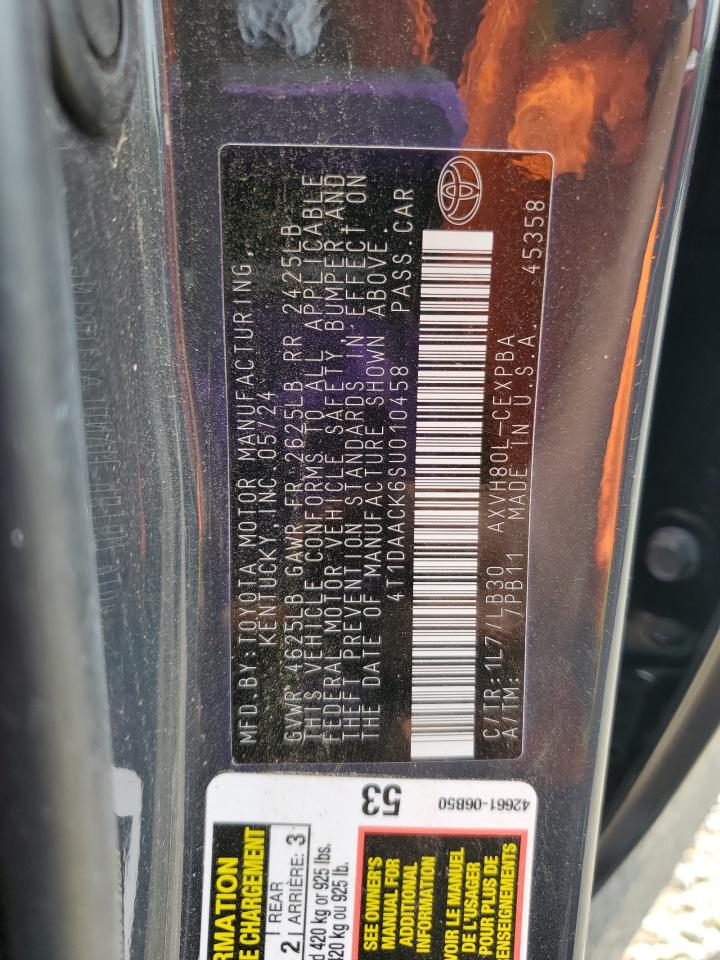 MFD.BY:TOYOTA MOTOR MANUFACTURING,
KENTUCKY, INC. 05/24
GVWR 4625LB GAWR FR 2625LB RR 2425LB
THIS VEHICLE CONFORMS TO ALL APPLICABLE
FEDERAL MOTOR VEHICLE SAFETY, BUMPER AND
THEFT PREVENTION STANDARDS IN EFFECT ON
THE DATE OF MANUFACTURE SHOWN ABOVE.
4T1DAACK6SU010458 PASS.CAR
C/TR:1L7/LB30 AXVH80L-CEXPBA
A/TM: /PB11 MADE IN U.S.A. 45358
53
42661-06B50
RMATION
E CHARGEMENT
2 REAR
ARRIÈRE: 3
d 420 kg or 925 lbs.
420 kg ou 925 lb.
SEE OWNER'S
MANUAL FOR
ADDITIONAL
INFORMATION
VOIR LE MANUEL
DE L'USAGER
POUR PLUS DE
RENSEIGNEMENTS